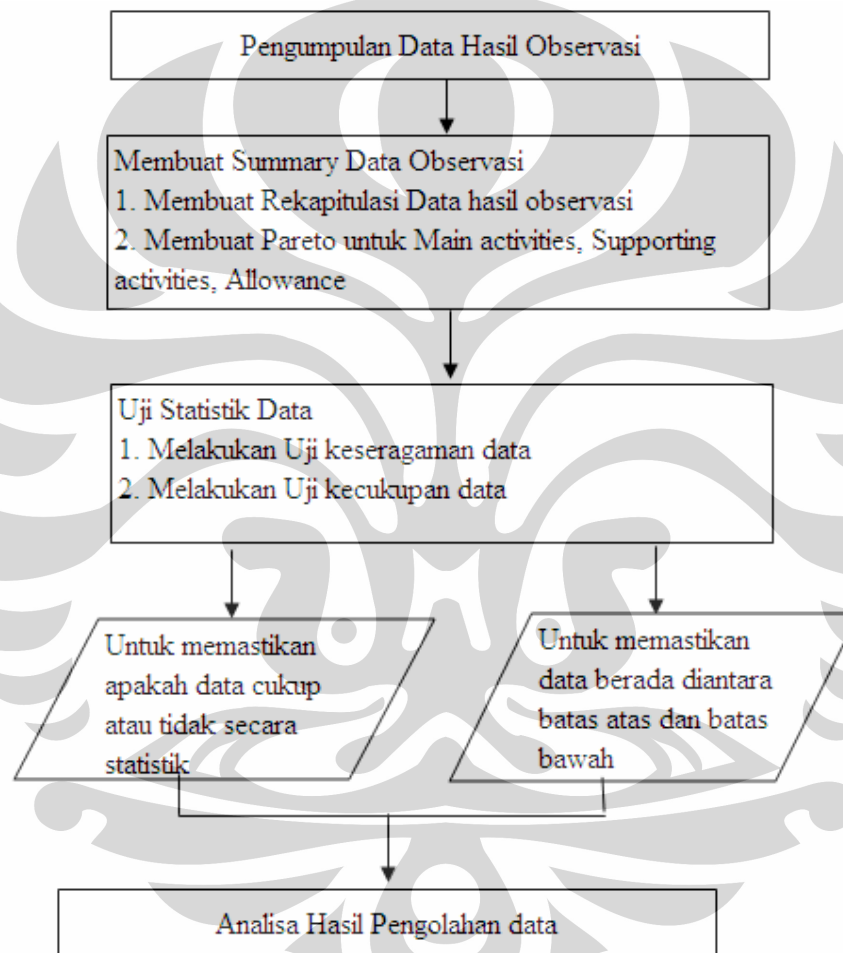 Pengumpulan Data Hasil Observasi
Membuat Summary Data Observasi
1. Membuat Rekapitulasi Data hasil observasi
2. Membuat Pareto untuk Main activities, Supporting
activities, Allowance
Uji Statistik Data
1. Melakukan Uji keseragaman data
2. Melakukan Uji kecukupan data
Untuk memastikan
apakah data cukup
atau tidak secara
statistik
Untuk memastikan
data berada diantara
batas atas dan batas
bawah
Analisa Hasil Pengolahan data